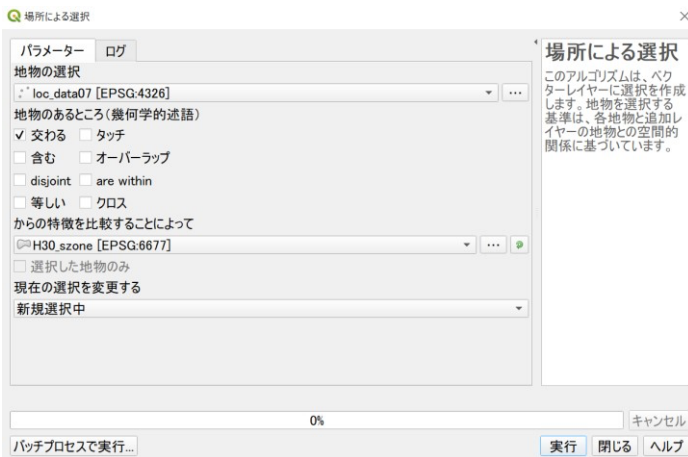 場所による選択
パラメーター ログ
地物の選択
loc_data07 [EPSG:4326]
...
地物のあるところ(幾何学的述語)
交わる タッチ
含む オーバーラップ
disjoint are within
等しい クロス
からの特徴を比較することによって
H30_szone [EPSG:6677]
...
選択した地物のみ
現在の選択を変更する
新規選択中
場所による選択
このアルゴリズムは、ベク
ターレイヤーに選択を作成
します。地物を選択する
基準は、各地物と追加レ
イヤーの地物との空間的
関係に基づいています。
0%
キャンセル
バッチプロセスで実行...
実行 閉じる ヘルプ